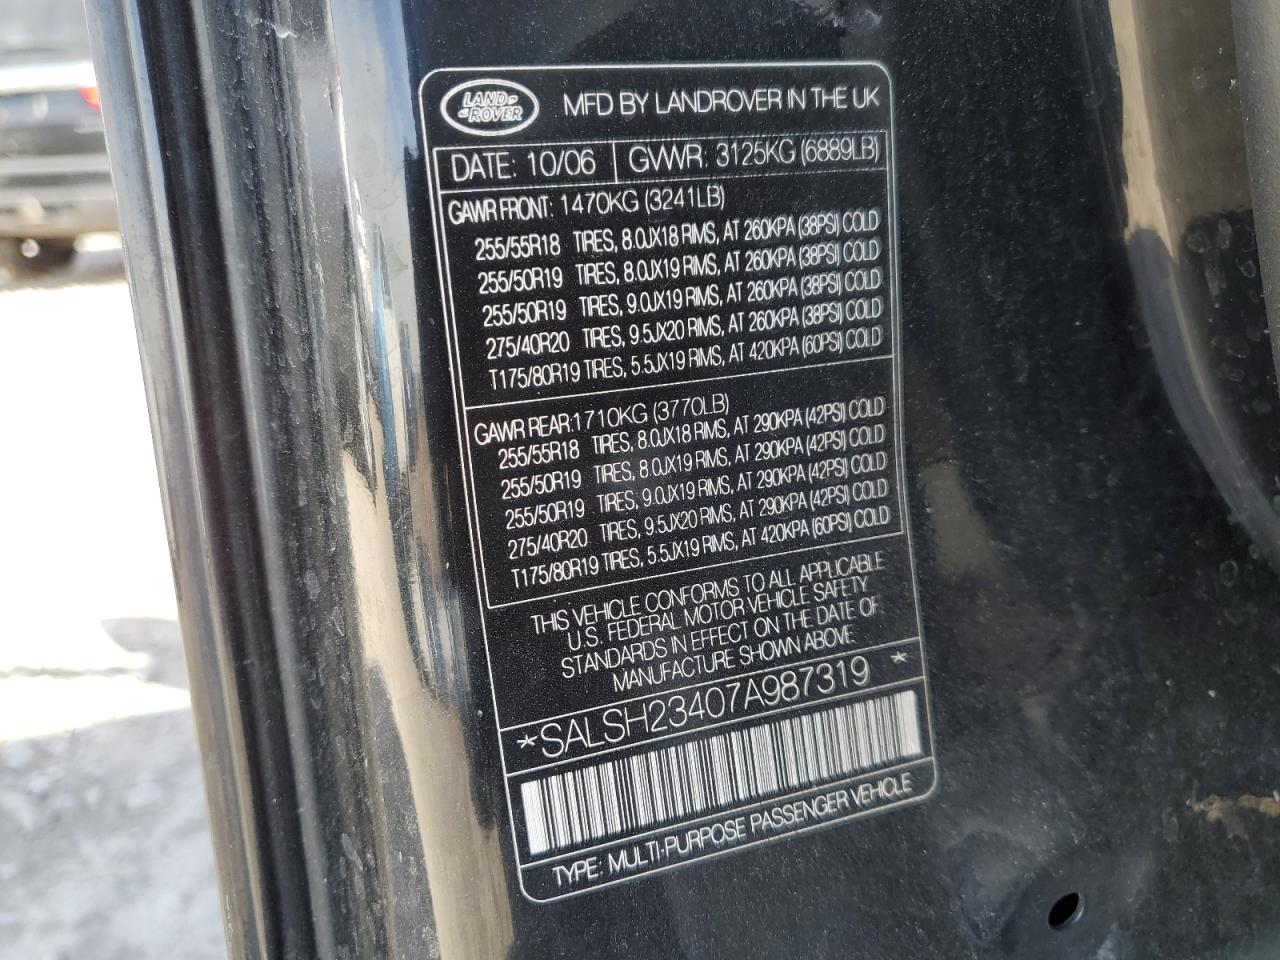 LAND ROVER
MFD BY LANDROVER IN THE UK
DATE: 10/06 GVWR: 3125KG (6889LB)
GAWR FRONT: 1470KG (3241LB)
255/55R18 TIRES, 8.0JX18 RIMS, AT 260KPA (38PSI) COLD
255/50R19 TIRES, 8.0JX19 RIMS, AT 260KPA (38PSI) COLD
255/50R19 TIRES, 9.0JX19 RIMS, AT 260KPA (38PSI) COLD
275/40R20 TIRES, 9.5JX20 RIMS, AT 260KPA (38PSI) COLD
T175/80R19 TIRES, 5.5JX19 RIMS, AT 420KPA (60PSI) COLD
GAWR REAR: 1710KG (3770LB)
255/55R18 TIRES, 8.0JX18 RIMS, AT 290KPA (42PSI) COLD
255/50R19 TIRES, 8.0JX19 RIMS, AT 290KPA (42PSI) COLD
255/50R19 TIRES, 9.0JX19 RIMS, AT 290KPA (42PSI) COLD
275/40R20 TIRES, 9.5JX20 RIMS, AT 290KPA (42PSI) COLD
T175/80R19 TIRES, 5.5JX19 RIMS, AT 420KPA (60PSI) COLD
THIS VEHICLE CONFORMS TO ALL APPLICABLE
U.S. FEDERAL MOTOR VEHICLE SAFETY
STANDARDS IN EFFECT ON THE DATE OF
MANUFACTURE SHOWN ABOVE.
*SALSH23407A987319 *
TYPE: MULTI-PURPOSE PASSENGER VEHICLE